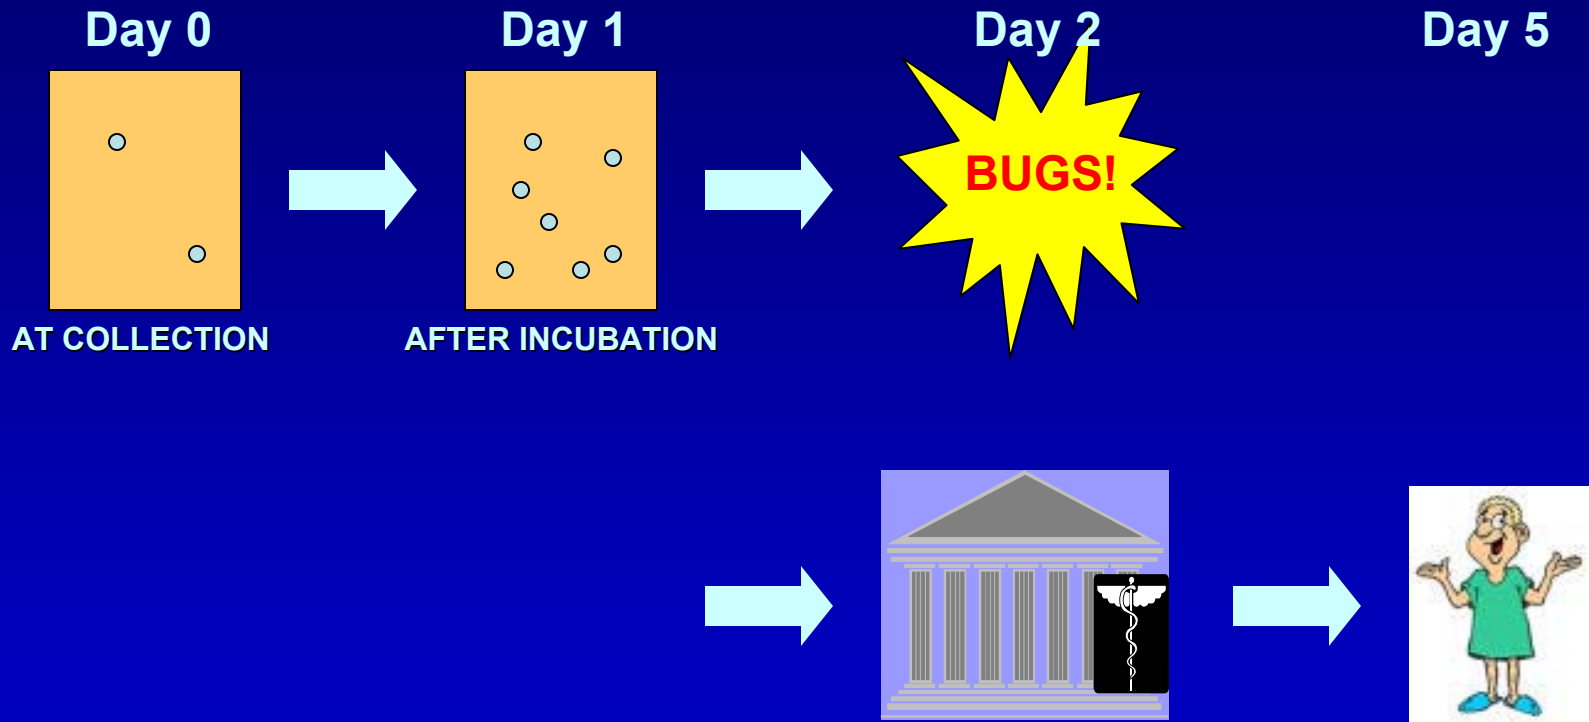 Day 0
Day 1
Day 2
Day 5
BUGS!
AT COLLECTION
AFTER INCUBATION